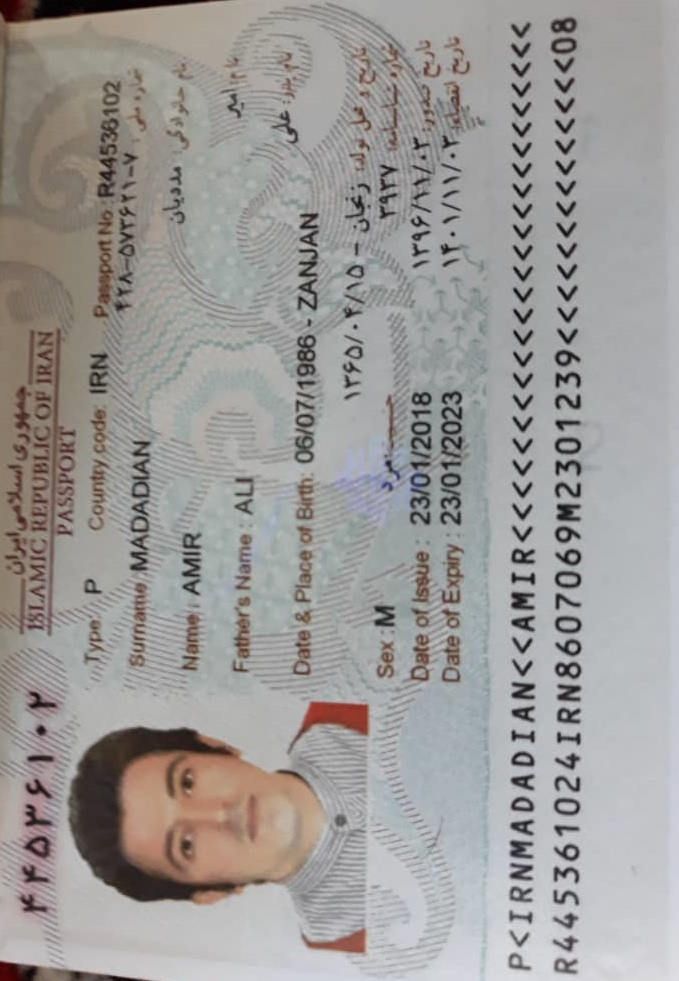 جمهوری اسلامی ایران
۴۴۵۳۶۱۰۲
ISLAMIC REPUBLIC OF IRAN
PASSPORT
Type: P Country code: IRN Passport No: R44536102
شماره ملی: ۴۲۸-۵۷۳۶۲۱-۷
Surname: MADADIAN
نام خانوادگی: مددیان
Name: AMIR
نام: امیر
Father's Name: ALI
نام پدر: علی
Date & Place of Birth: 06/07/1986 - ZANJAN
تاریخ و محل تولد: زنجان - ۱۳۶۵/۰۴/۱۵
Sex: M جنسیت: مرد شماره شناسنامه: ۳۹۳۷
Date of Issue: 23/01/2018 تاریخ صدور: ۱۳۹۶/۱۱/۰۳
Date of Expiry: 23/01/2023 تاریخ انقضاء: ۱۴۰۱/۱۱/۰۳
P<IRNMADADIAN<<AMIR<<<<<<<<<<<<<<<<<<<<<<<<<
R445361024IRN8607069M2301239<<<<<<<<<<<<<<08